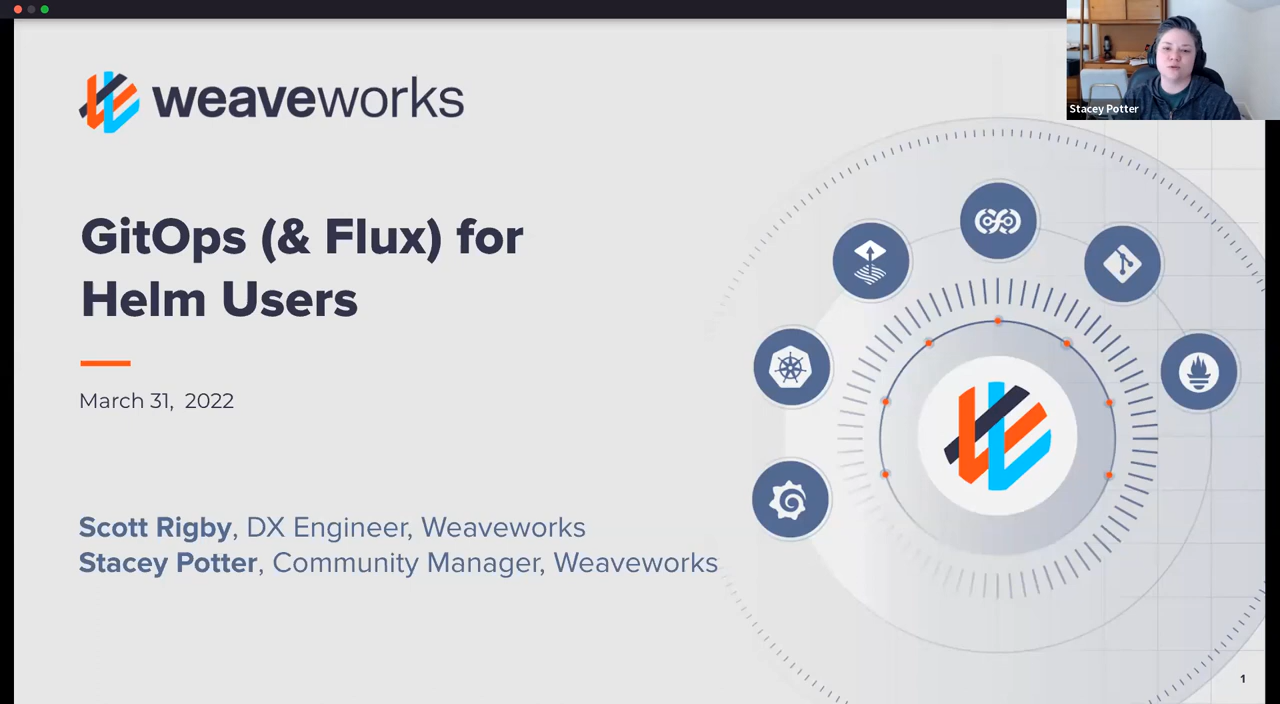 weaveworks
Stacey Potter
GitOps (& Flux) for
Helm Users
March 31, 2022
Scott Rigby, DX Engineer, Weaveworks
Stacey Potter, Community Manager, Weaveworks
1